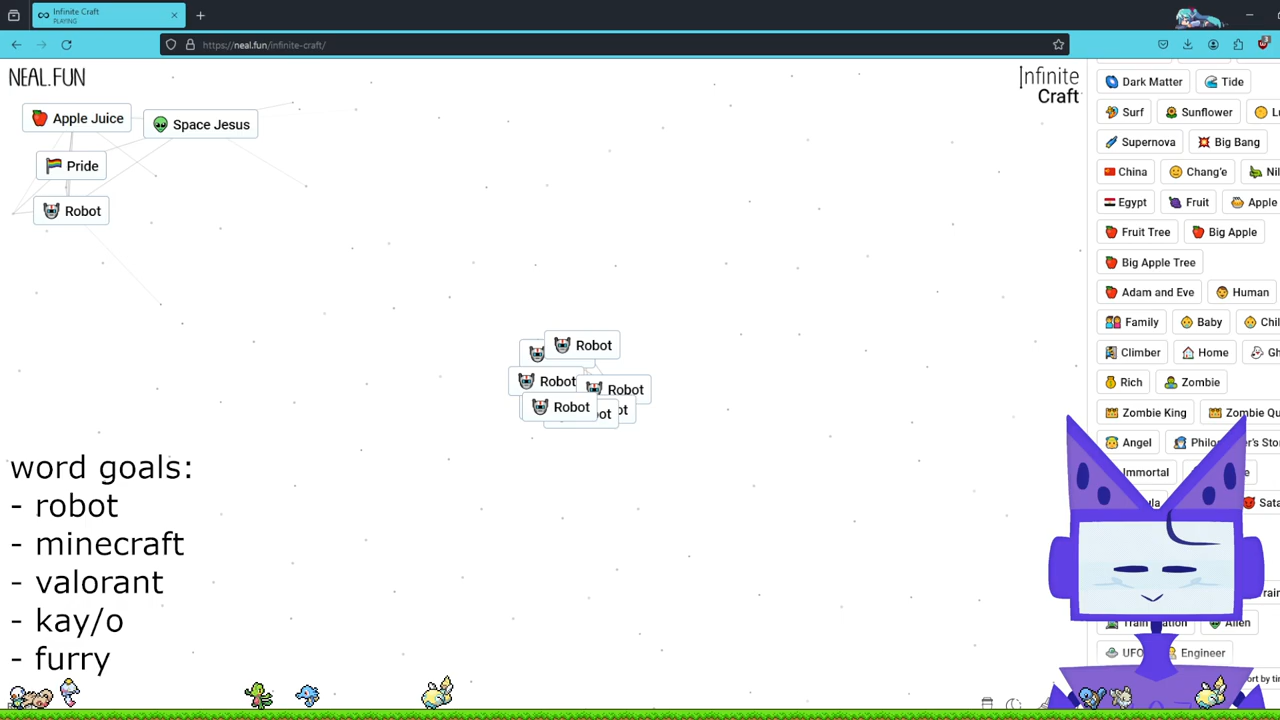 Infinite Craft
PLAYING
https://neal.fun/infinite-craft/
NEAL.FUN
Infinite
Craft
Apple Juice
Space Jesus
Pride
Robot
Robot
Robot
Robot
Robot
word goals:
- robot
- minecraft
- valorant
- kay/o
- furry
Dark Matter
Tide
Surf
Sunflower
Supernova
Big Bang
China
Chang'e
Egypt
Fruit
Apple
Fruit Tree
Big Apple
Big Apple Tree
Adam and Eve
Human
Family
Baby
Climber
Home
Rich
Zombie
Zombie King
Angel
Immortal
Alien
UFO
Engineer